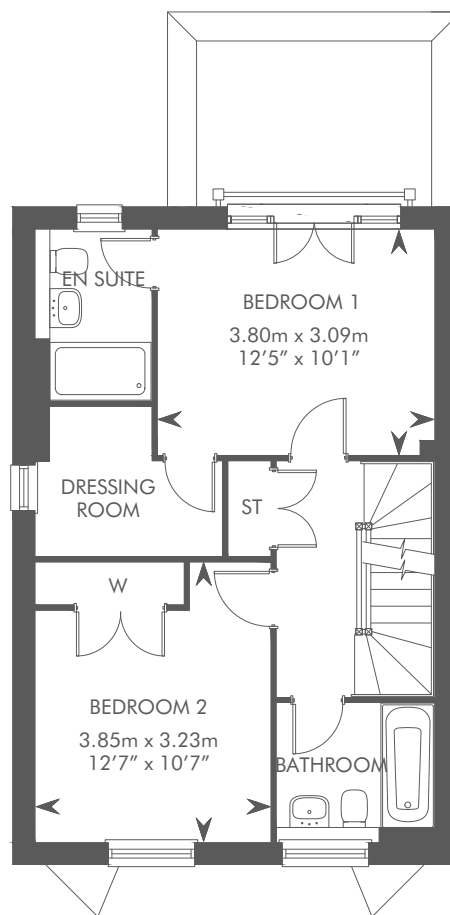 EN SUITE
BEDROOM 1
3.80m x 3.09m
12’5” x 10’1”
DRESSING
ROOM
ST
W
BEDROOM 2
3.85m x 3.23m
12’7” x 10’7”
BATHROOM